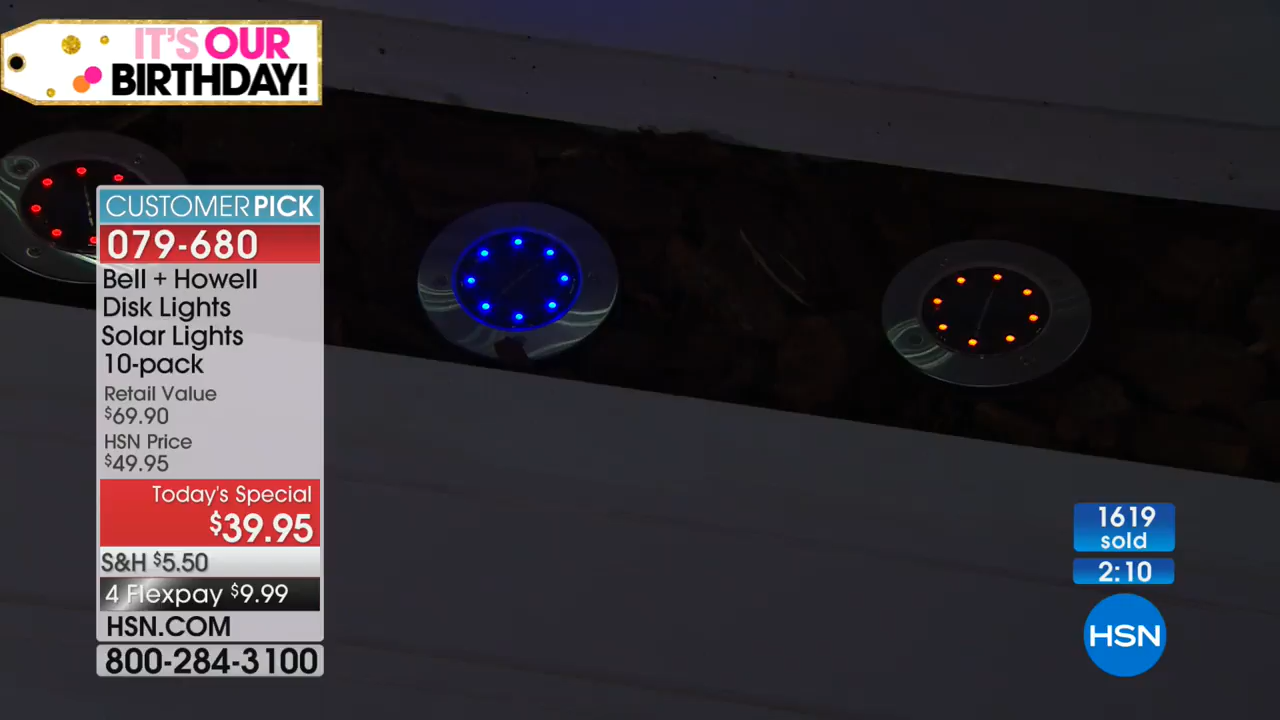 IT'S OUR
BIRTHDAY!
CUSTOMER PICK
079-680
Bell + Howell
Disk Lights
Solar Lights
10-pack
Retail Value
$69.90
HSN Price
$49.95
Today's Special
$39.95
S&H $5.50
4 Flexpay $9.99
HSN.COM
800-284-3100
1619
sold
2:10
HSN